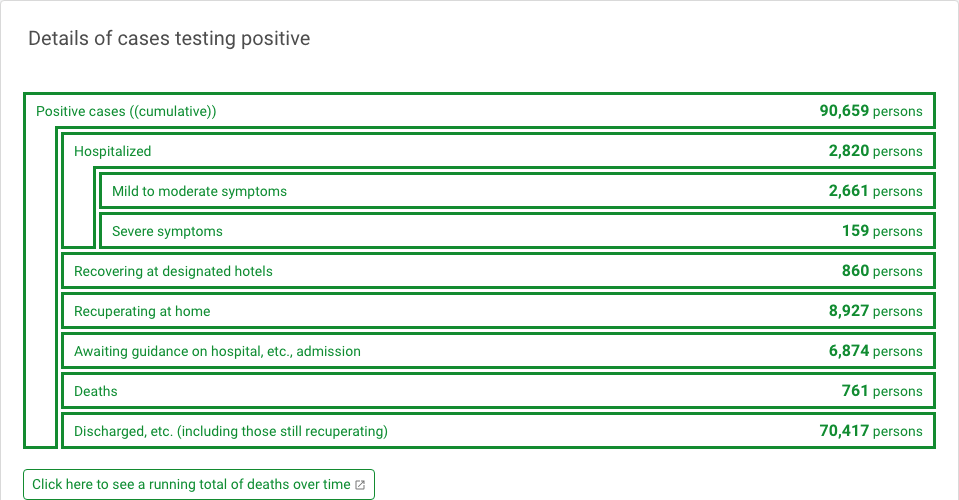 Details of cases testing positive
Positive cases ((cumulative)) 90,659 persons
Hospitalized 2,820 persons
Mild to moderate symptoms 2,661 persons
Severe symptoms 159 persons
Recovering at designated hotels 860 persons
Recuperating at home 8,927 persons
Awaiting guidance on hospital, etc., admission 6,874 persons
Deaths 761 persons
Discharged, etc. (including those still recuperating) 70,417 persons
Click here to see a running total of deaths over time